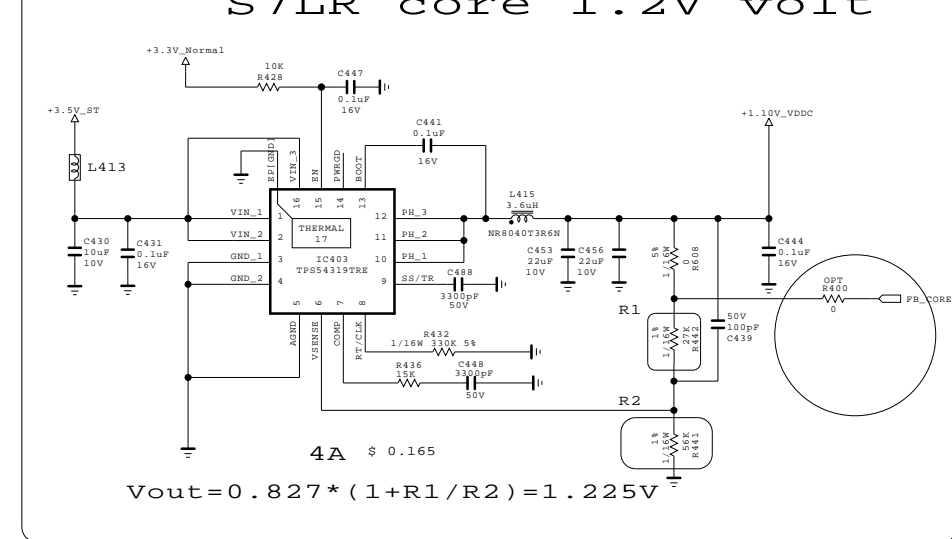 S7LR core 1.2V volt
+3.3V_Normal
10K
R428
C447
0.1uF
16V
+3.5V_ST
L413
C441
0.1uF
16V
+1.10V_VDDC
EP[GND]
VIN_3
EN
PWRGD
BOOT
16
15
14
13
VIN_1
1
VIN_2
2
GND_1
3
GND_2
4
THERMAL
17
IC403
TPS54319TRE
12
PH_3
11
PH_2
10
PH_1
9
SS/TR
5
6
7
8
AGND
VSENSE
COMP
RT/CLK
C430
10uF
10V
C431
0.1uF
16V
L415
3.6uH
NR8040T3R6N
C453
22uF
10V
C456
22uF
10V
C488
3300pF
50V
5%
1/16W
0
R608
C444
0.1uF
16V
OPT
R400
0
FB_CORE
R1
1%
1/16W
27K
R442
50V
100pF
C439
R432
1/16W 330K 5%
R436
15K
C448
3300pF
50V
R2
1%
1/16W
56K
R441
4A
$ 0.165
Vout=0.827*(1+R1/R2)=1.225V